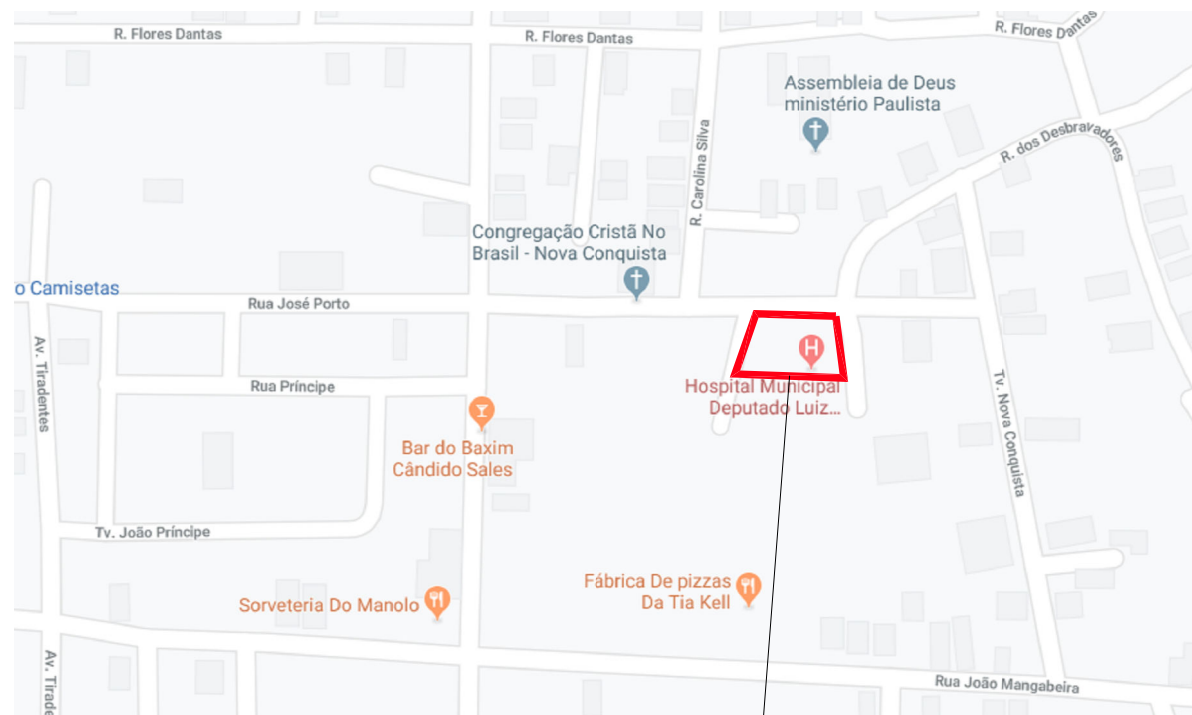 R. Flores Dantas
R. Flores Dantas
R. Flores Dantas
Assembleia de Deus
ministério Paulista
R. dos Desbravadores
R. Carolina Silva
Congregação Cristã No
Brasil - Nova Conquista
o Camisetas
Rua José Porto
Av. Tiradentes
H
Rua Príncipe
Hospital Municipal
Deputado Luiz...
Tv. Nova Conquista
Bar do Baxim
Cândido Sales
Tv. João Príncipe
Fábrica De pizzas
Da Tia Kell
Sorveteria Do Manolo
Av. Tirade
Rua João Mangabeira